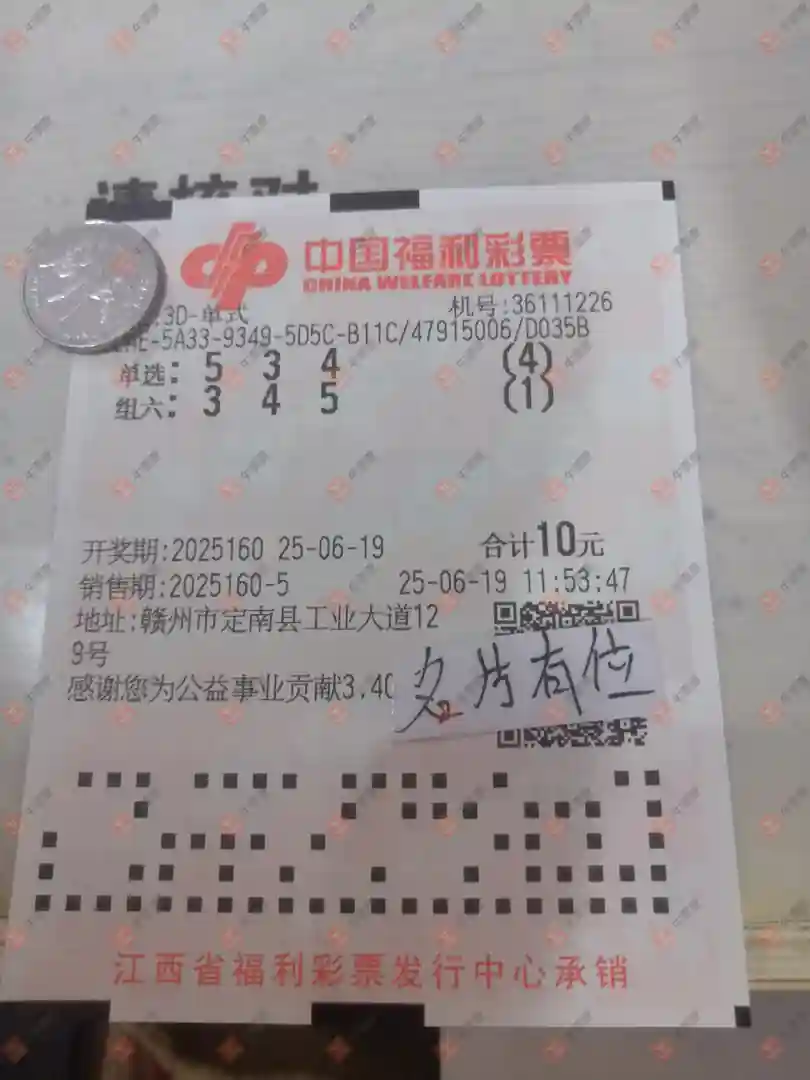 中国福利彩票
CHINA WELFARE LOTTERY
3D-单式 机号:36111226
-5A33-9349-5D5C-B11C/47915006/D035B
单选: 5 3 4 (4)
组六: 3 4 5 (1)
开奖期:2025160 25-06-19 合计10元
销售期:2025160-5 25-06-19 11:53:47
地址:赣州市定南县工业大道12
9号
感谢您为公益事业贡献3.40
片有位
江西省福利彩票发行中心承销